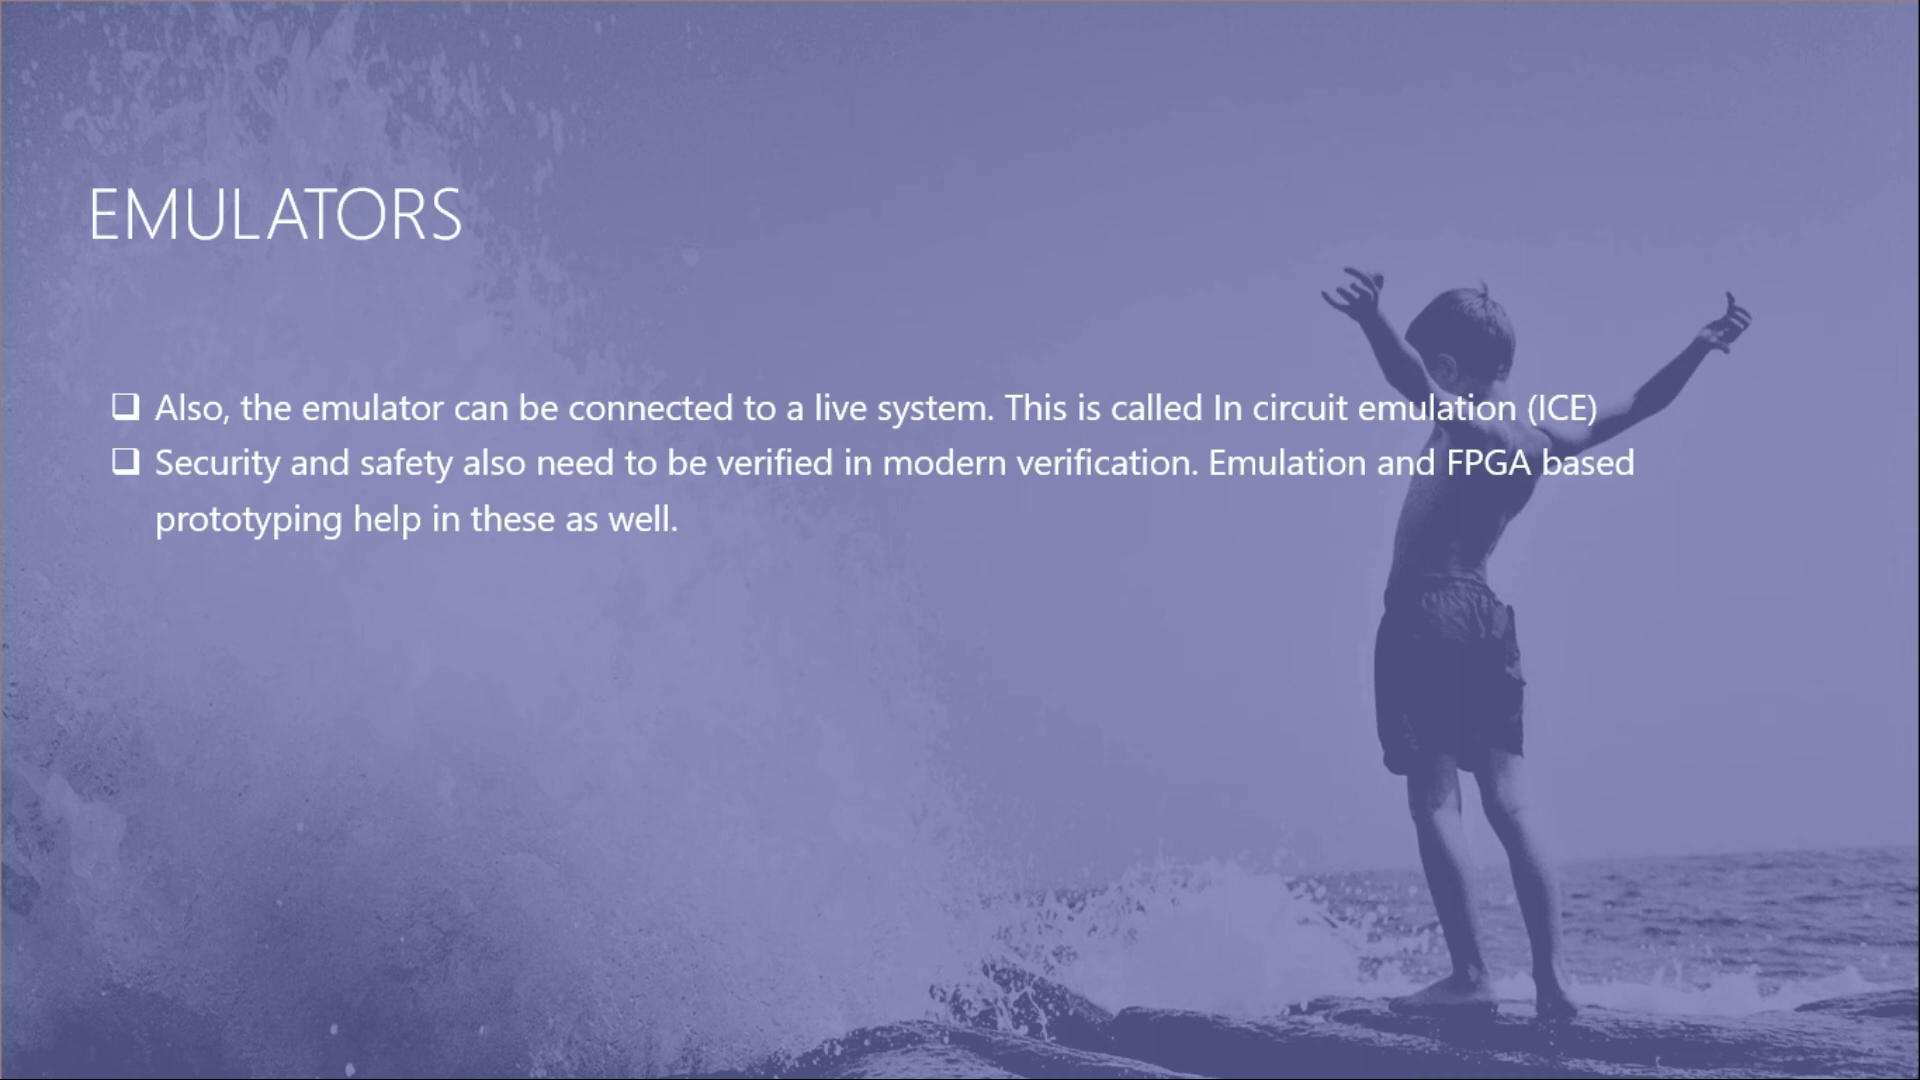 EMULATORS
❑ Also, the emulator can be connected to a live system. This is called In circuit emulation (ICE)
❑ Security and safety also need to be verified in modern verification. Emulation and FPGA based
prototyping help in these as well.